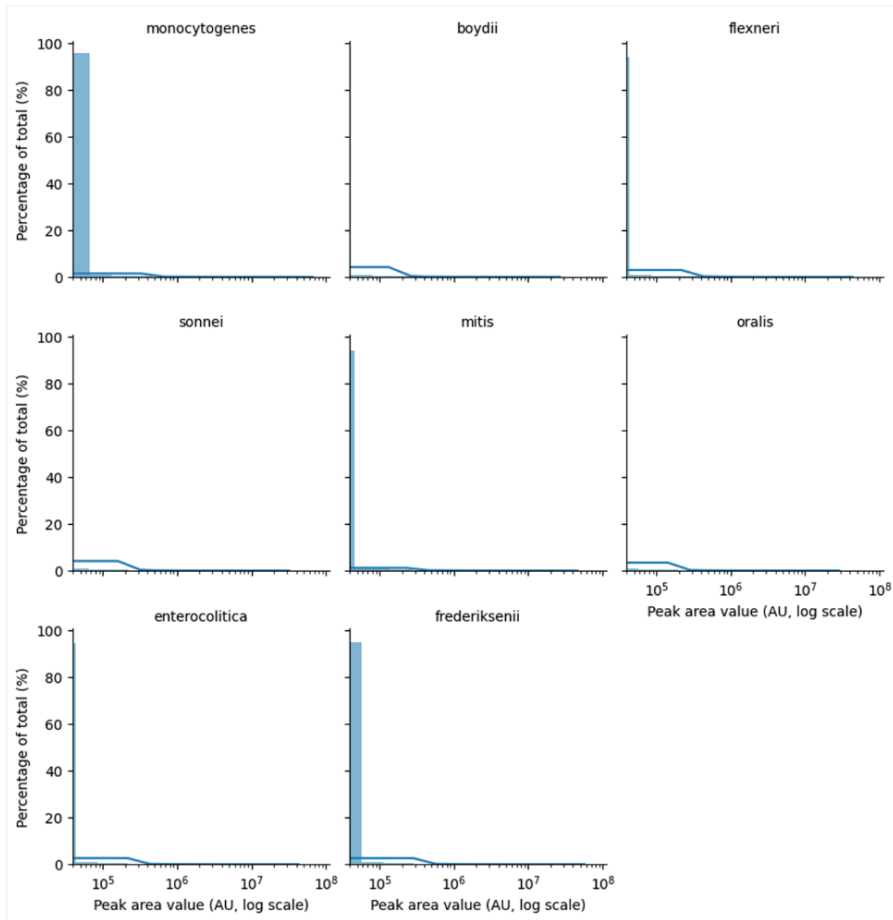 monocytogenes
boydii
flexneri
100
80
60
40
20
0
Percentage of total (%)
sonnei
mitis
oralis
100
80
60
40
20
0
Percentage of total (%)
10⁵ 10⁶ 10⁷ 10⁸
Peak area value (AU, log scale)
enterocolitica
frederiksenii
100
80
60
40
20
0
Percentage of total (%)
10⁵ 10⁶ 10⁷ 10⁸
10⁵ 10⁶ 10⁷ 10⁸
Peak area value (AU, log scale)
Peak area value (AU, log scale)